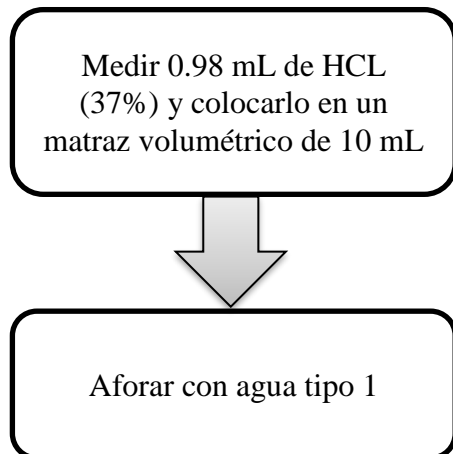 Medir 0.98 mL de HCL
(37%) y colocarlo en un
matraz volumétrico de 10 mL
Aforar con agua tipo 1